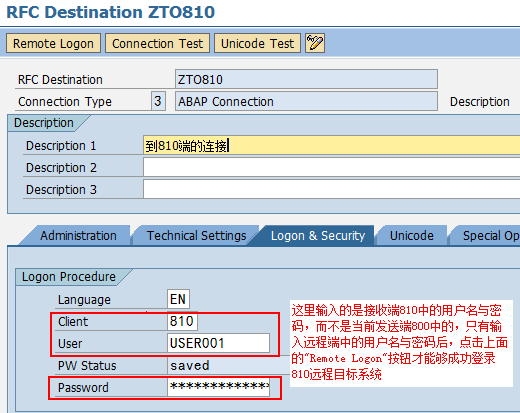 RFC Destination ZTO810
Remote Logon Connection Test Unicode Test
RFC Destination ZTO810
Connection Type 3 ABAP Connection Description
Description
Description 1 到810端的连接
Description 2
Description 3
Administration Technical Settings Logon & Security Unicode Special Op
Logon Procedure
Language EN
Client 810
User USER001
PW Status saved
Password *************
这里输入的是接收端810中的用户名与密
码，而不是当前发送端800中的，只有输
入远程端中的用户名与密码后，点击上面
的"Remote Logon"按钮才能够成功登录
810远程目标系统